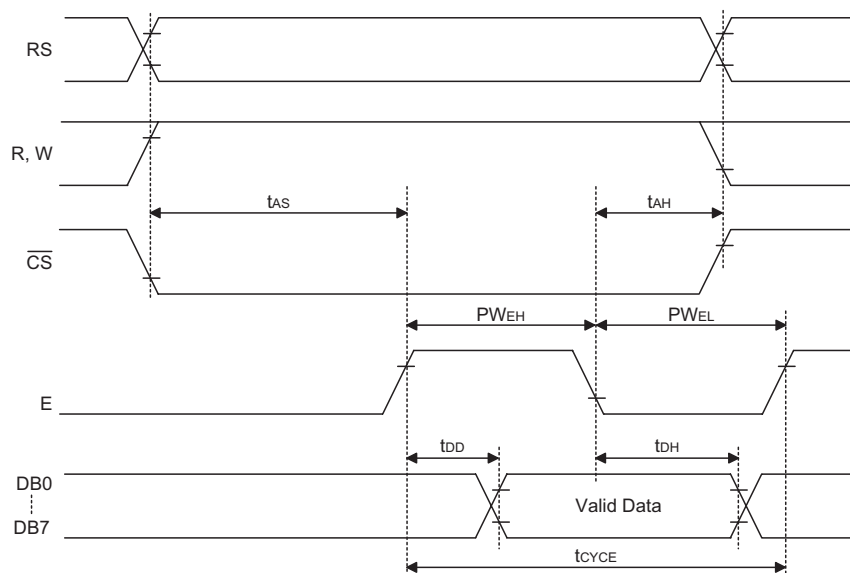 RS
R, W
tAS
tAH
CS
PWEH
PWEL
E
tDD
tDH
DB0
DB7
Valid Data
tCYCE